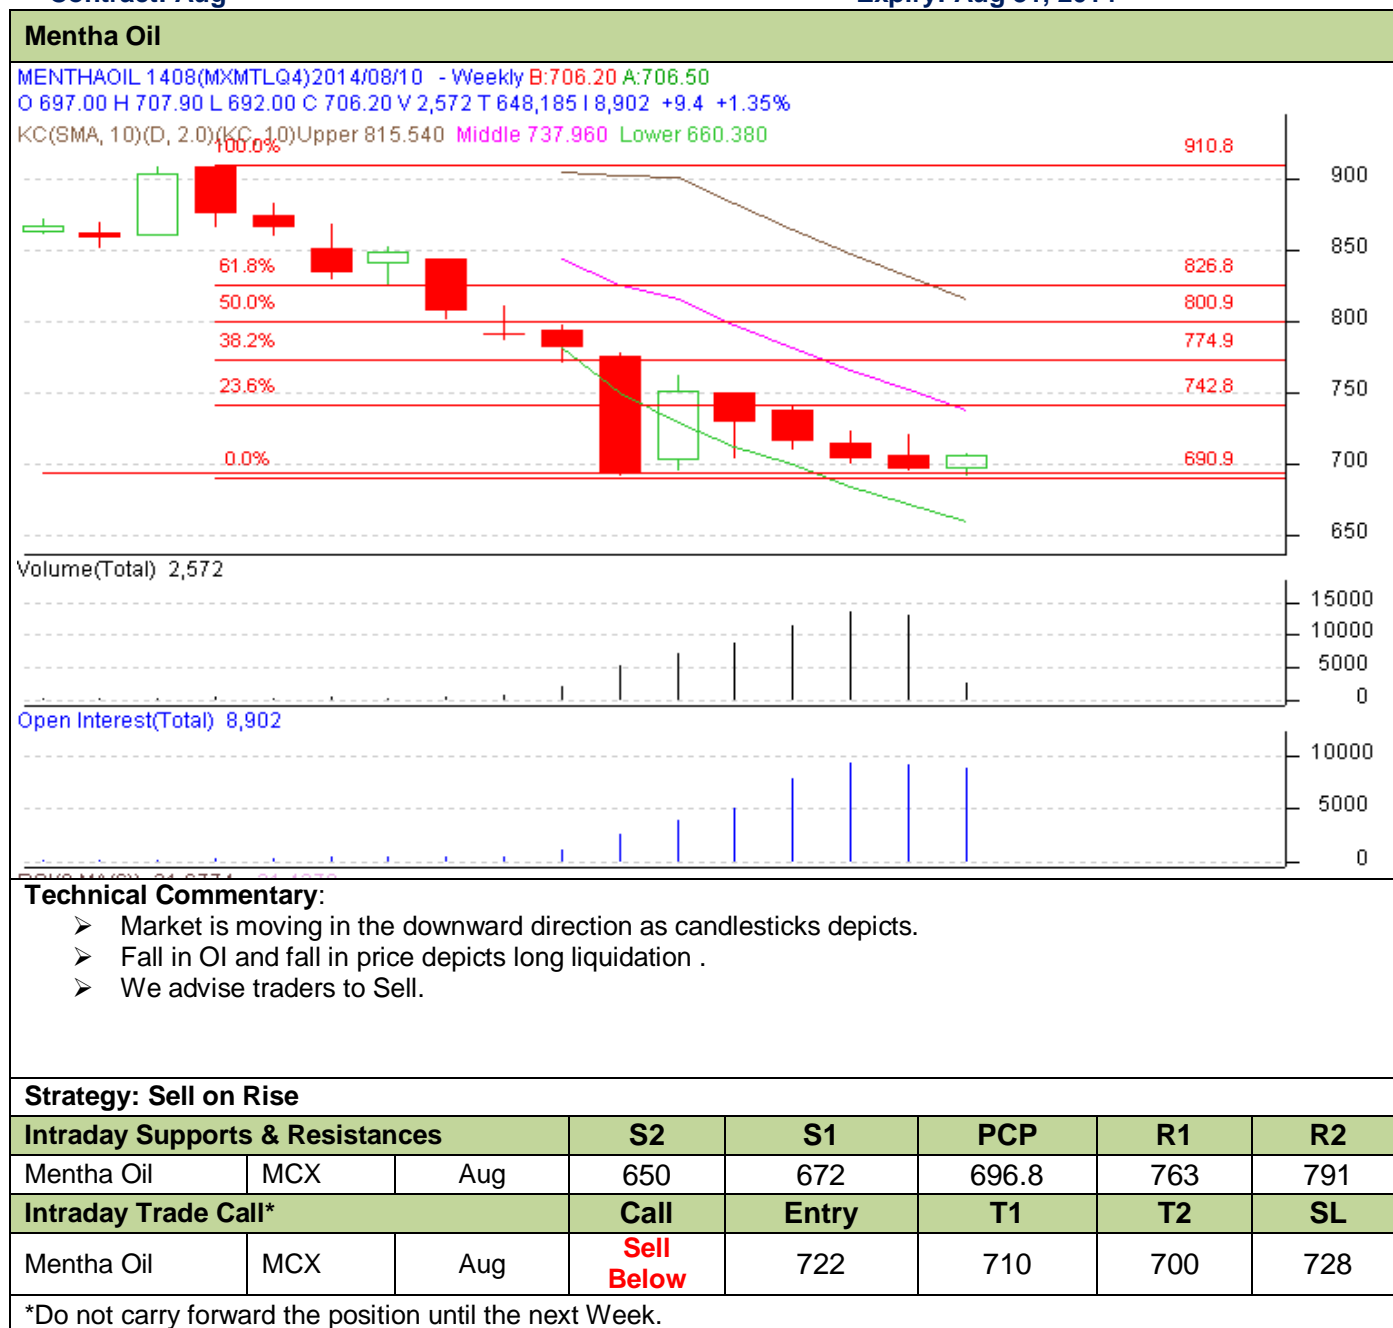 Contract: Aug Expiry: Aug 31, 2014
Mentha Oil
MENTHAOIL 1408(MXMTLQ4)2014/08/10 - Weekly B:706.20 A:706.50
O 697.00 H 707.90 L 692.00 C 706.20 V 2,572 T 648,185 I 8,902 +9.4 +1.35%
KC(SMA, 10)(D, 2.0)(KC, 10)Upper 815.540 Middle 737.960 Lower 660.380
100.0% 910.8
900
850
61.8% 826.8
50.0% 800.9
800
38.2% 774.9
23.6% 742.8
750
0.0% 690.9
700
650
Volume(Total) 2,572
15000
10000
5000
0
Open Interest(Total) 8,902
10000
5000
0
Technical Commentary:
➢ Market is moving in the downward direction as candlesticks depicts.
➢ Fall in OI and fall in price depicts long liquidation .
➢ We advise traders to Sell.
Strategy: Sell on Rise
Intraday Supports & Resistances S2 S1 PCP R1 R2
Mentha Oil MCX Aug 650 672 696.8 763 791
Intraday Trade Call* Call Entry T1 T2 SL
Mentha Oil MCX Aug Sell Below 722 710 700 728
*Do not carry forward the position until the next Week.